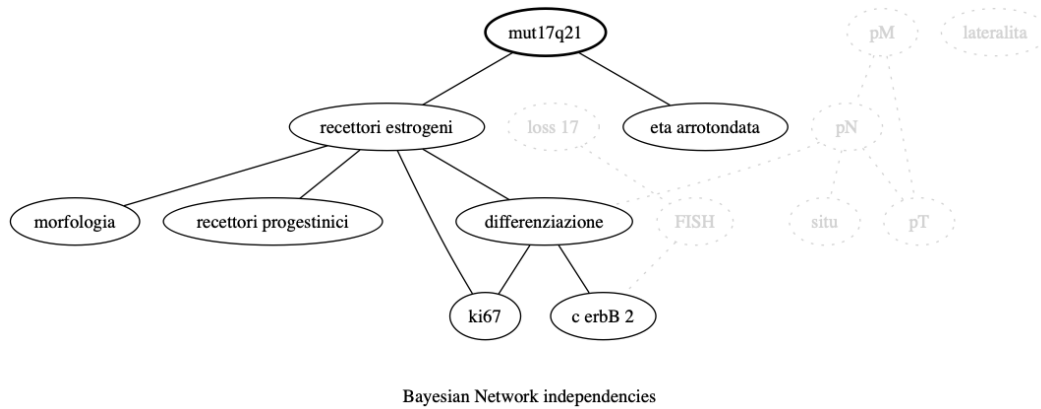 mut17q21
pM
lateralita
recettori estrogeni
loss 17
eta arrotondata
pN
morfologia
recettori progestinici
differenziazione
FISH
situ
pT
ki67
c erbB 2
Bayesian Network independencies